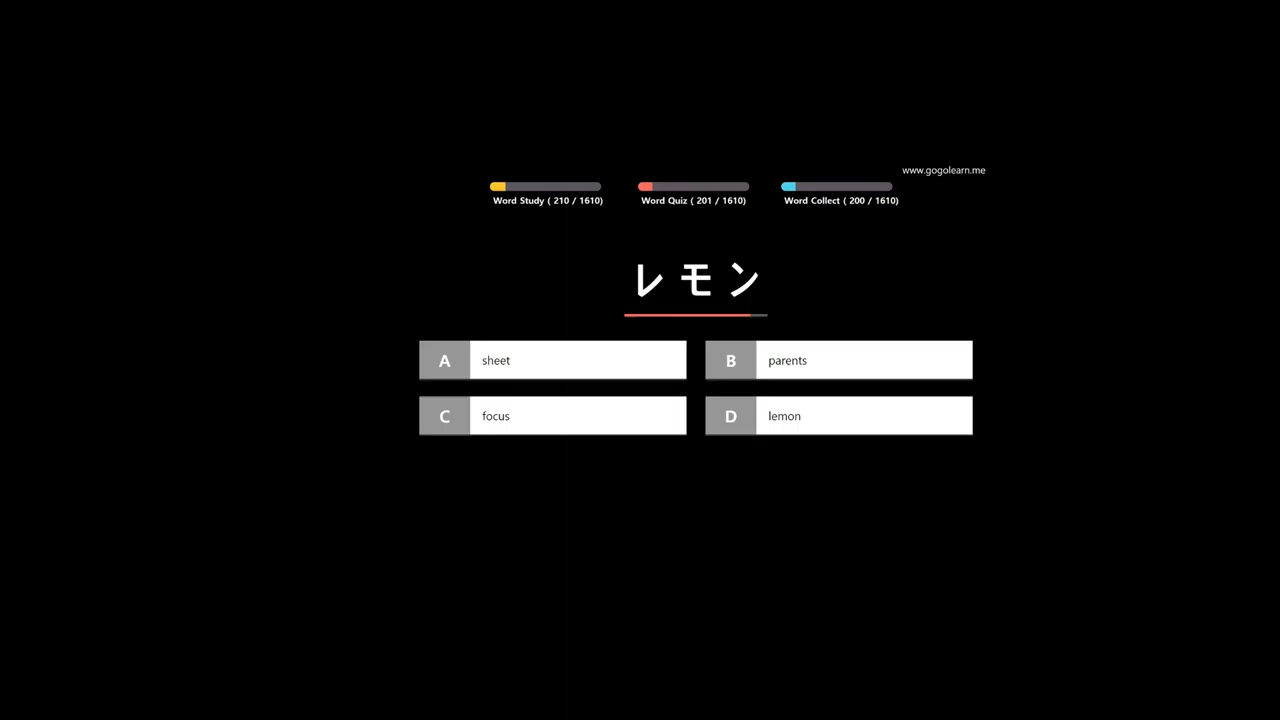 www.gogolearn.me
Word Study ( 210 / 1610)
Word Quiz ( 201 / 1610)
Word Collect ( 200 / 1610)
レモン
A sheet
B parents
C focus
D lemon